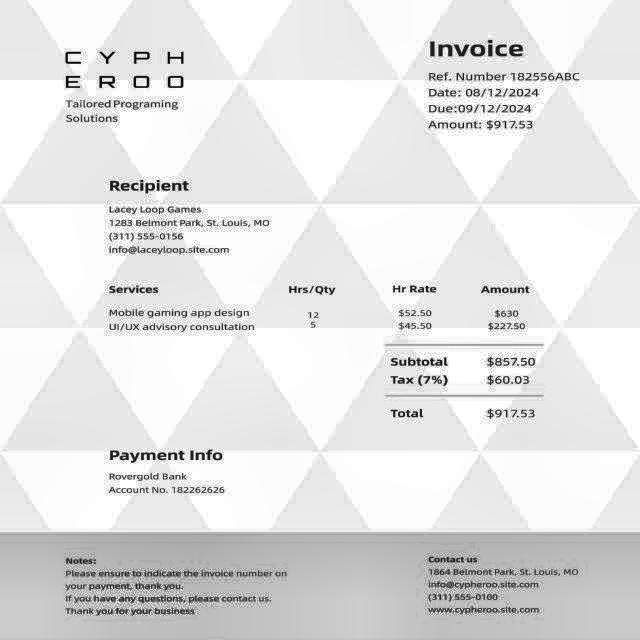 CYPH
EROO
Tailored Programing
Solutions
Invoice
Ref. Number 182556ABC
Date: 08/12/2024
Due:09/12/2024
Amount: $917.53
Recipient
Lacey Loop Games
1283 Belmont Park, St. Louis, MO
(311) 555-0156
info@laceyloop.site.com
Services Hrs/Qty Hr Rate Amount
Mobile gaming app design 12 $52.50 $630
UI/UX advisory consultation 5 $45.50 $227.50
Subtotal $857.50
Tax (7%) $60.03
Total $917.53
Payment Info
Rovergold Bank
Account No. 182262626
Notes:
Please ensure to indicate the invoice number on
your payment, thank you.
If you have any questions, please contact us.
Thank you for your business
Contact us
1864 Belmont Park, St. Louis, MO
info@cypheroo.site.com
(311) 555-0100
www.cypheroo.site.com